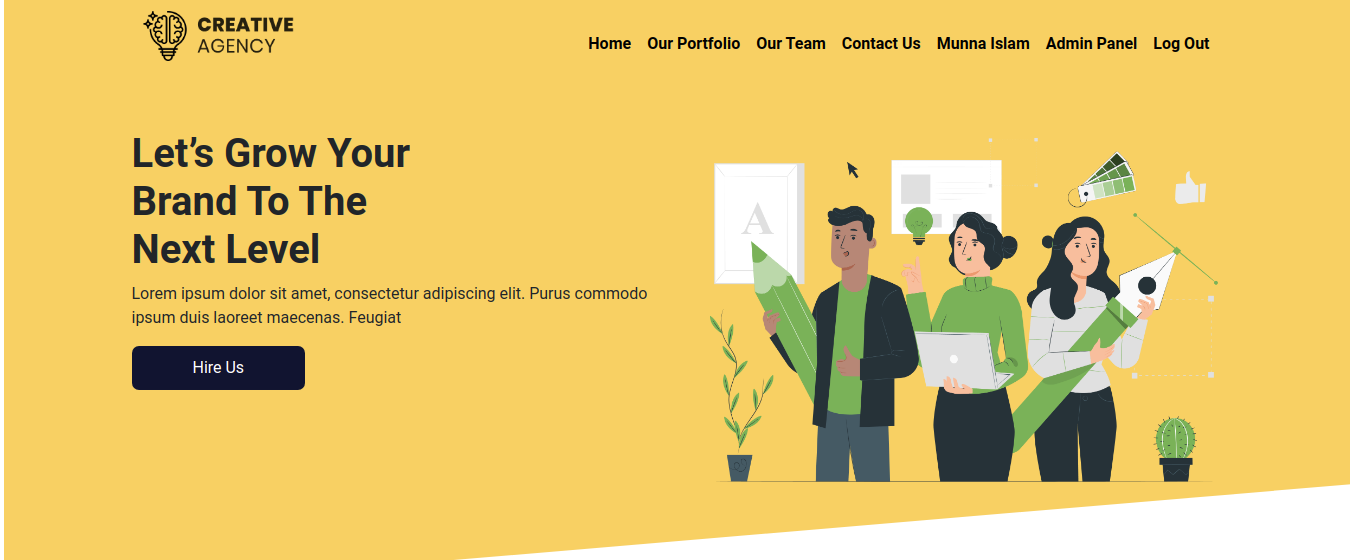 CREATIVE
AGENCY
Home Our Portfolio Our Team Contact Us Munna Islam Admin Panel Log Out
Let’s Grow Your
Brand To The
Next Level
Lorem ipsum dolor sit amet, consectetur adipiscing elit. Purus commodo
ipsum duis laoreet maecenas. Feugiat
Hire Us
A